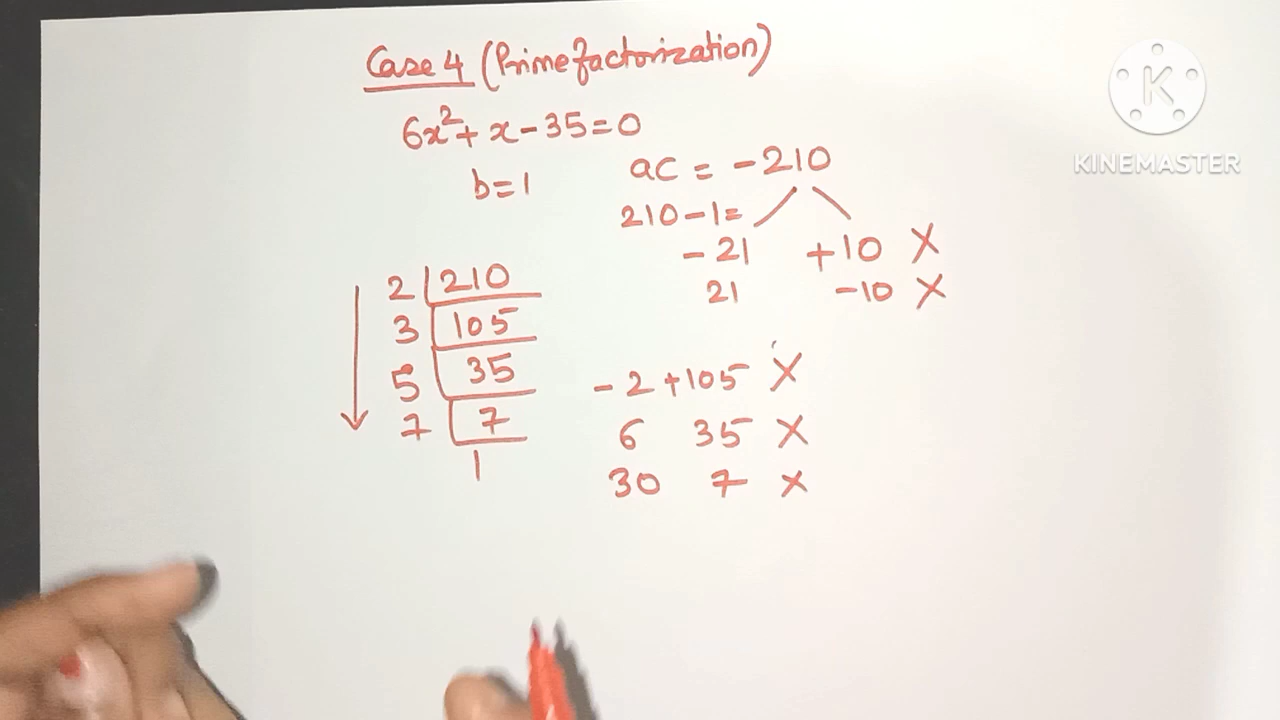 Case 4 (Prime factorization)
6x² + x - 35 = 0
b = 1
ac = - 210
210 - 1 =
- 21 + 10 X
21 - 10 X
2 210
3 105
5 35
7 7
1
- 2 + 105 X
6 35 X
30 7 X
K
KINEMASTER